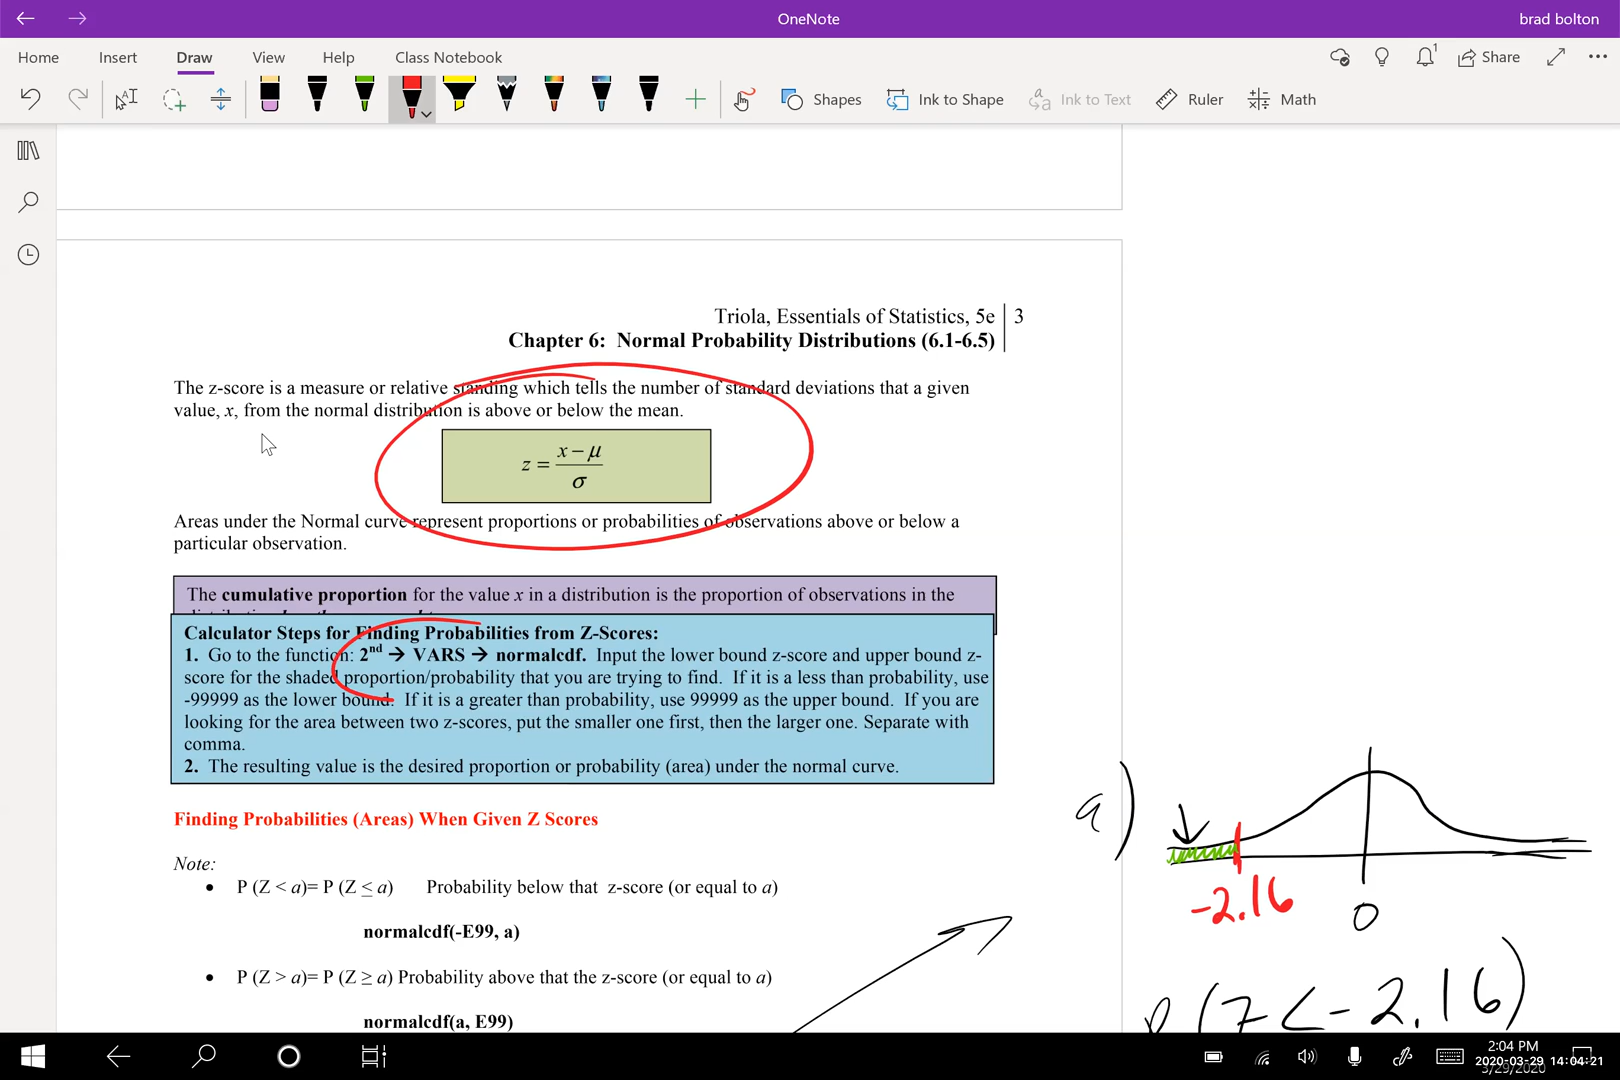 OneNote
brad bolton
Home Insert Draw View Help Class Notebook
1
Share
Shapes Ink to Shape Ink to Text Ruler Math
Triola, Essentials of Statistics, 5e 3
Chapter 6: Normal Probability Distributions (6.1-6.5)
The z-score is a measure or relative standing which tells the number of standard deviations that a given
value, x, from the normal distribution is above or below the mean.
z = x − μ / σ
Areas under the Normal curve represent proportions or probabilities of observations above or below a
particular observation.
The cumulative proportion for the value x in a distribution is the proportion of observations in the
Calculator Steps for Finding Probabilities from Z-Scores:
1. Go to the function: 2nd → VARS → normalcdf. Input the lower bound z-score and upper bound z-
score for the shaded proportion/probability that you are trying to find. If it is a less than probability, use
-99999 as the lower bound. If it is a greater than probability, use 99999 as the upper bound. If you are
looking for the area between two z-scores, put the smaller one first, then the larger one. Separate with
comma.
2. The resulting value is the desired proportion or probability (area) under the normal curve.
Finding Probabilities (Areas) When Given Z Scores
Note:
• P (Z < a)= P (Z ≤ a) Probability below that z-score (or equal to a)
normalcdf(-E99, a)
• P (Z > a)= P (Z ≥ a) Probability above that the z-score (or equal to a)
normalcdf(a, E99)
a)
-2.16
0
P (Z < -2.16)
2:04 PM
2020-03-29 14:04:21